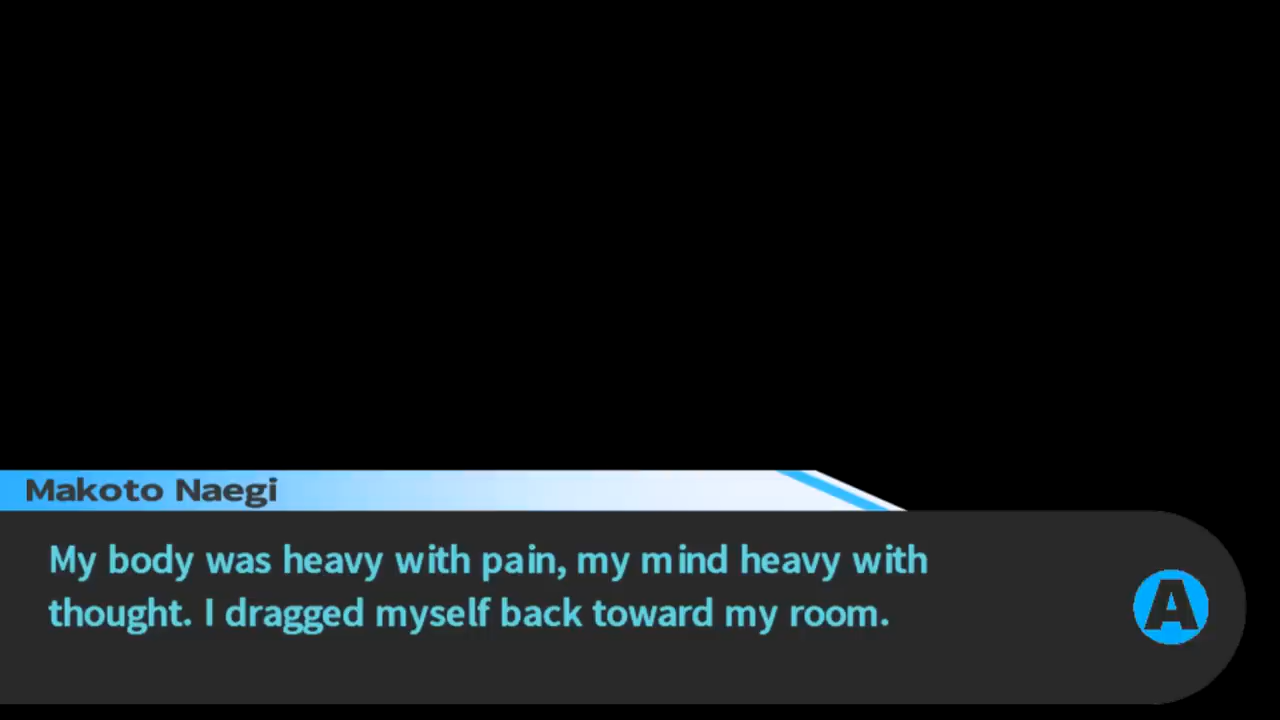 Makoto Naegi
My body was heavy with pain, my mind heavy with
thought. I dragged myself back toward my room.
A